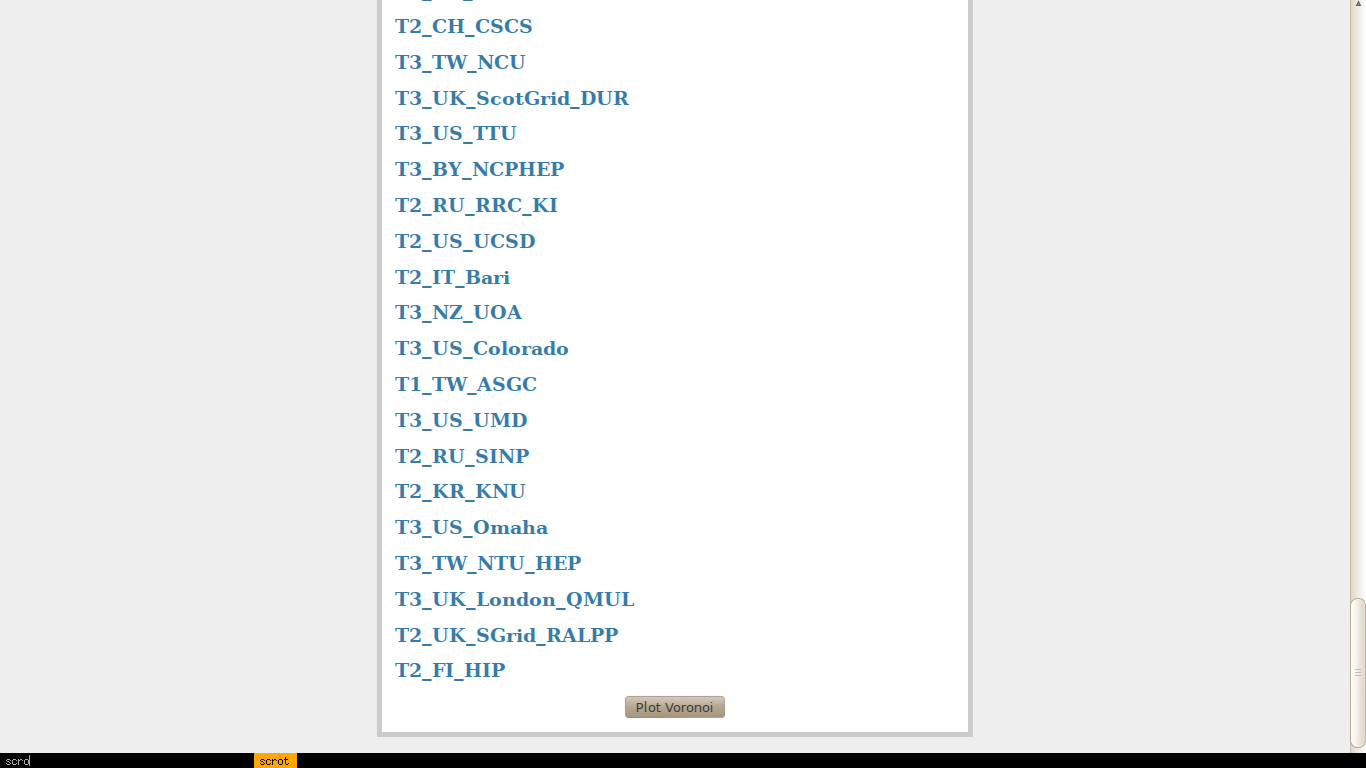 T2_CH_CSCS
T3_TW_NCU
T3_UK_ScotGrid_DUR
T3_US_TTU
T3_BY_NCPHEP
T2_RU_RRC_KI
T2_US_UCSD
T2_IT_Bari
T3_NZ_UOA
T3_US_Colorado
T1_TW_ASGC
T3_US_UMD
T2_RU_SINP
T2_KR_KNU
T3_US_Omaha
T3_TW_NTU_HEP
T3_UK_London_QMUL
T2_UK_SGrid_RALPP
T2_FI_HIP
Plot Voronoi
scro scrot